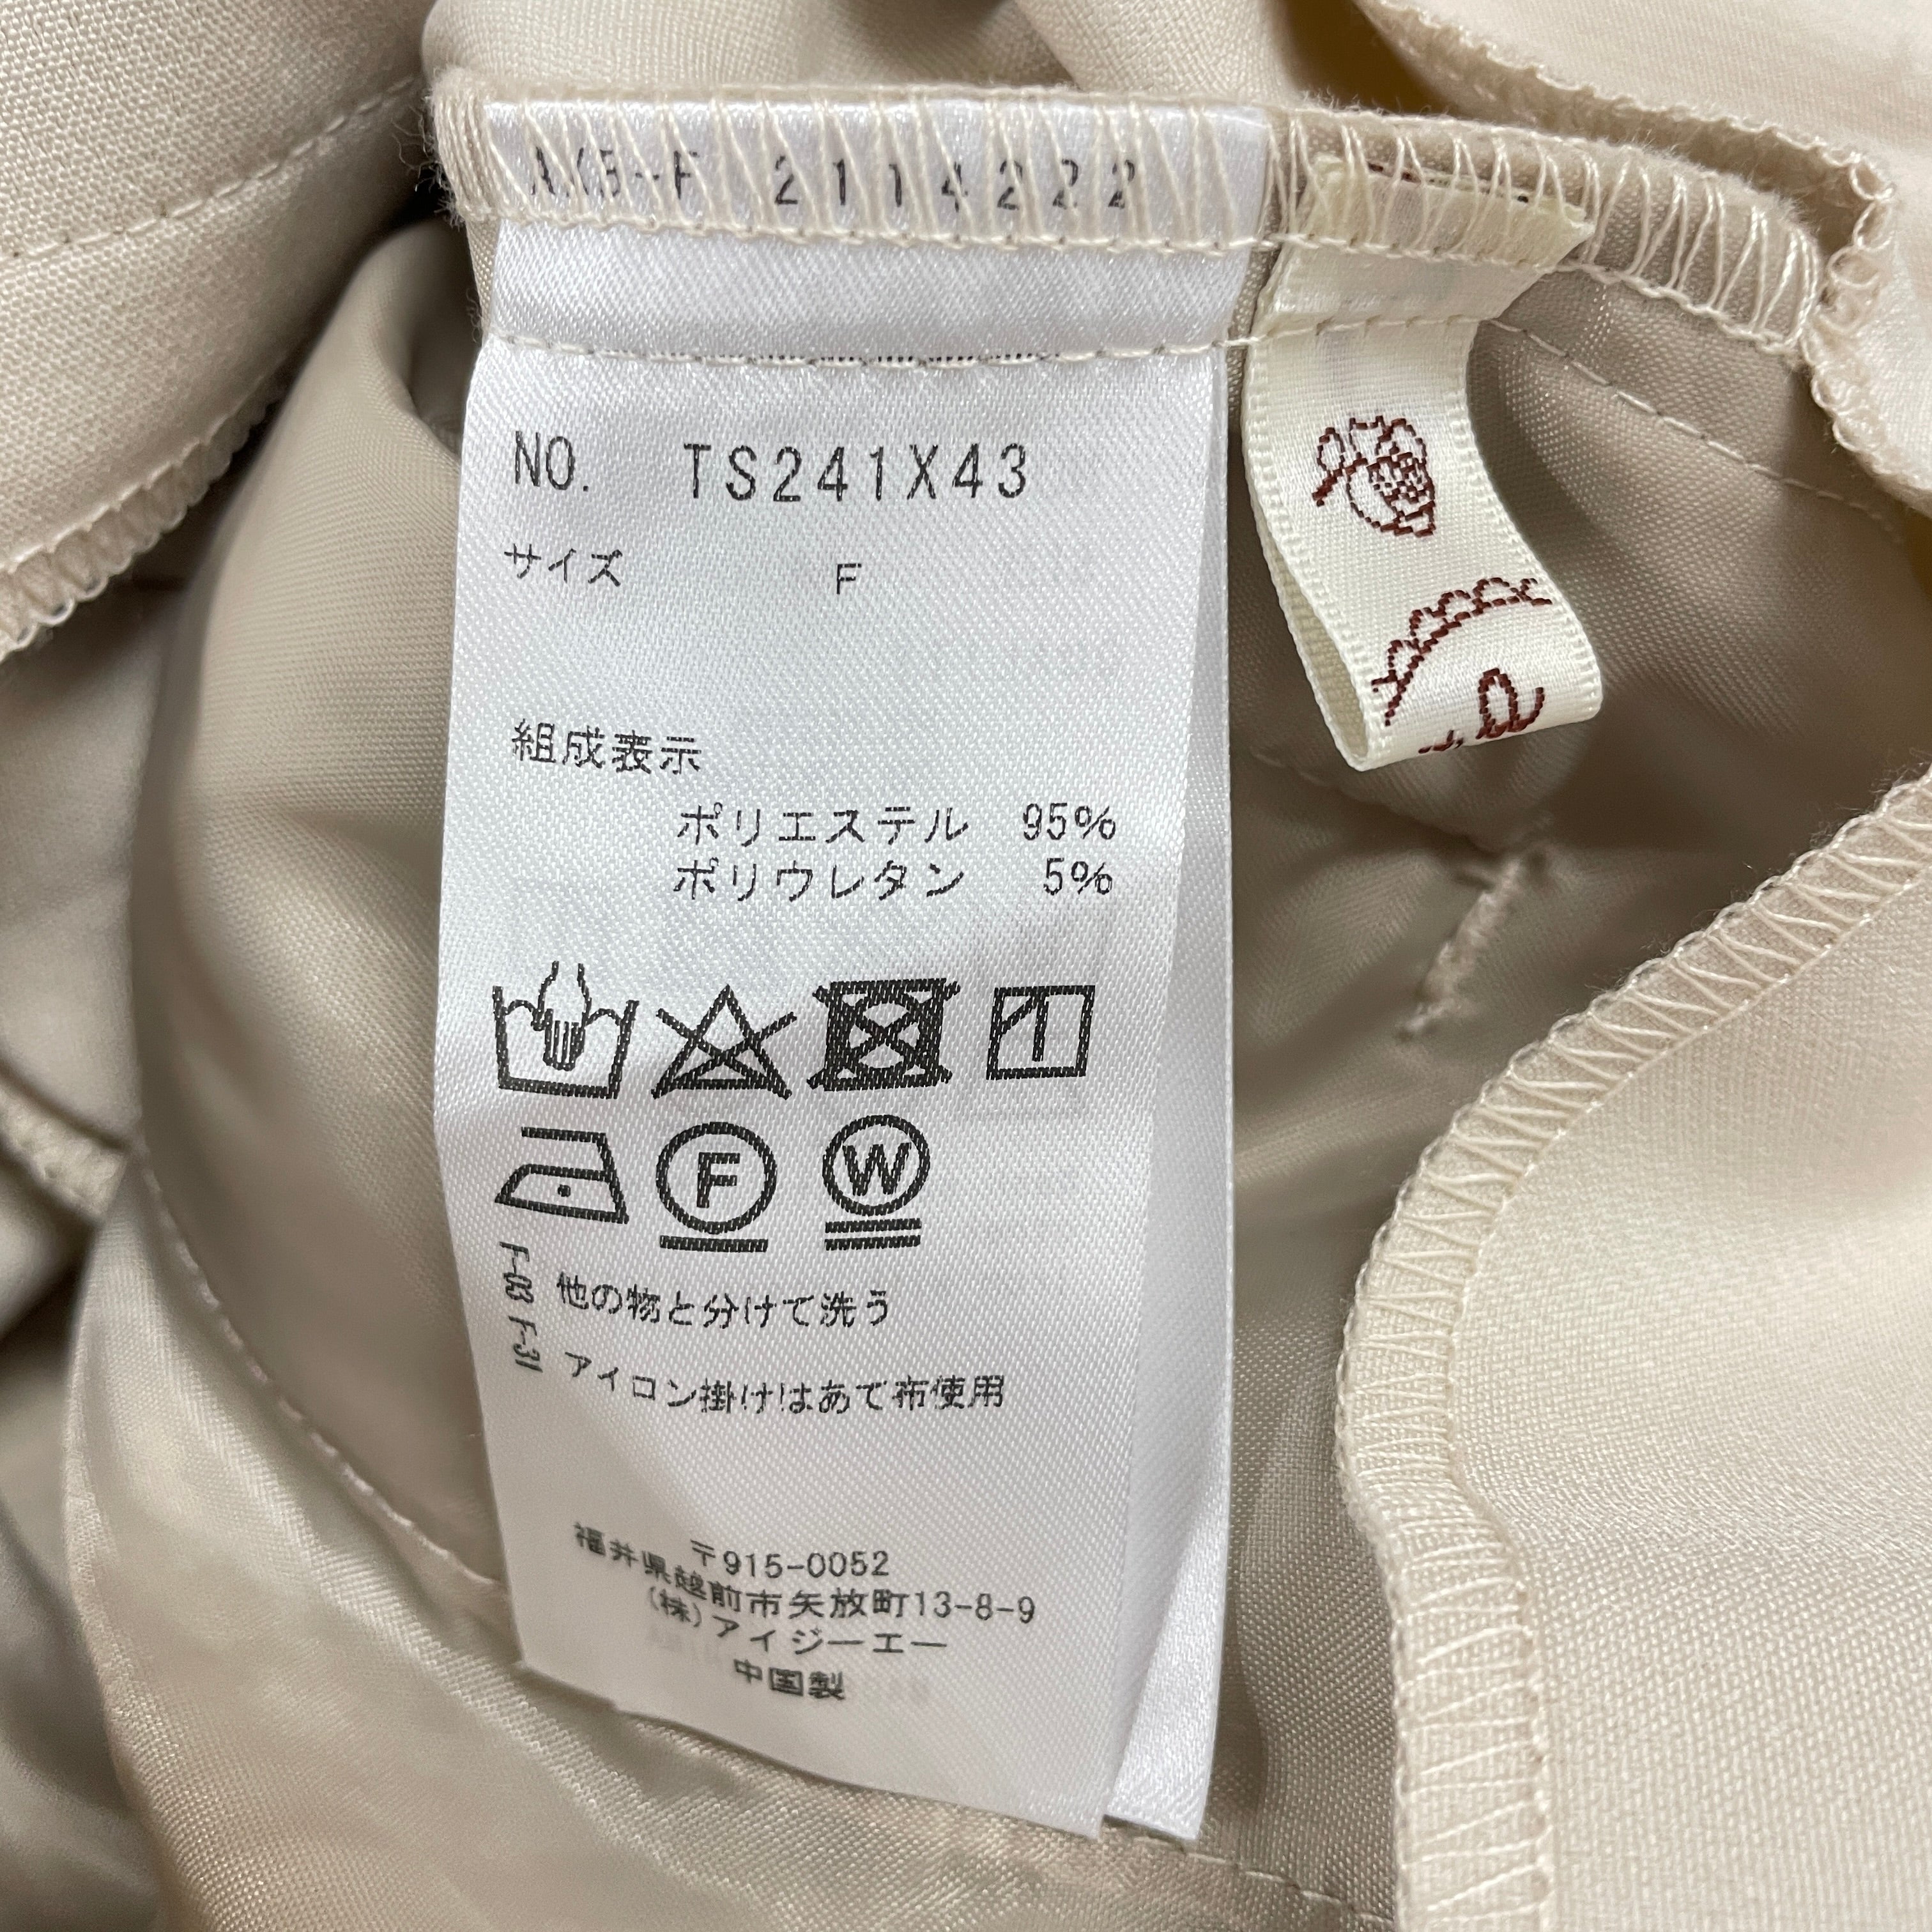 2114222
NO. TS241X43
サイズ F
組成表示
ポリエステル 95%
ポリウレタン 5%
F
W
F-03 他の物と分けて洗う
F-31 アイロン掛けはあて布使用
〒915-0052
福井県越前市矢放町13-8-9
(株)アイジーエー
中国製